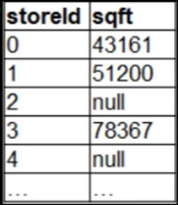 storeId sqft
0 43161
1 51200
2 null
3 78367
4 null
... ...